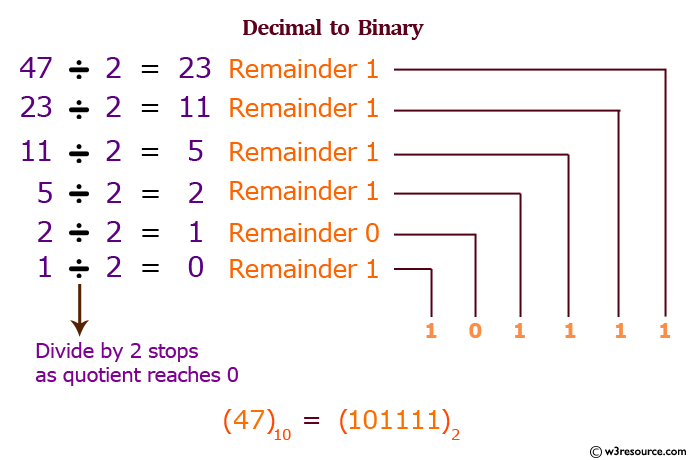 Decimal to Binary
47 ÷ 2 = 23 Remainder 1
23 ÷ 2 = 11 Remainder 1
11 ÷ 2 = 5 Remainder 1
5 ÷ 2 = 2 Remainder 1
2 ÷ 2 = 1 Remainder 0
1 ÷ 2 = 0 Remainder 1
1 0 1 1 1 1
Divide by 2 stops
as quotient reaches 0
(47)₁₀ = (101111)₂
© w3resource.com